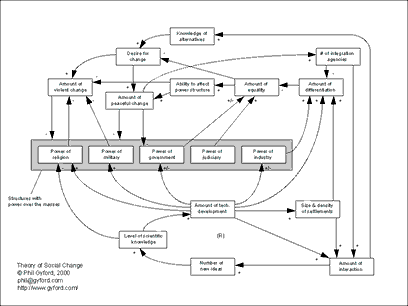 Knowledge of
alternatives
Desire for
change
# of integration
agencies
Amount of
violent change
Amount of
peaceful change
Ability to affect
power structure
Amount of
equality
Amount of
differentiation
Power of
religion
Power of
military
Power of
government
Power of
judiciary
Power of
industry
Structures with
power over the masses
Amount of tech.
development
Size & density
of settlements
Level of scientific
knowledge
(R)
Number of
new ideas
Amount of
interaction
Theory of Social Change
© Phil Gyford, 2000
phil@gyford.com
http://www.gyford.com/